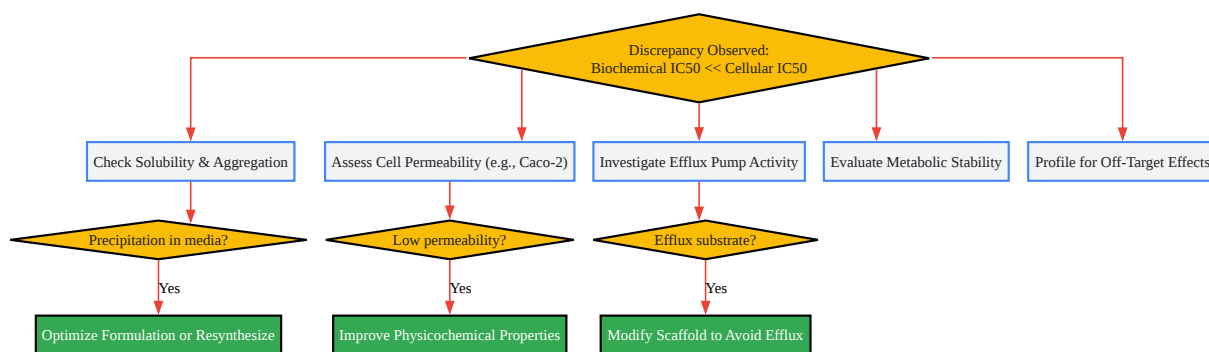 Discrepancy Observed:
Biochemical IC50 << Cellular IC50
Check Solubility & Aggregation
Assess Cell Permeability (e.g., Caco-2)
Investigate Efflux Pump Activity
Evaluate Metabolic Stability
Profile for Off-Target Effects
Precipitation in media?
Low permeability?
Efflux substrate?
Yes
Yes
Yes
Optimize Formulation or Resynthesize
Improve Physicochemical Properties
Modify Scaffold to Avoid Efflux